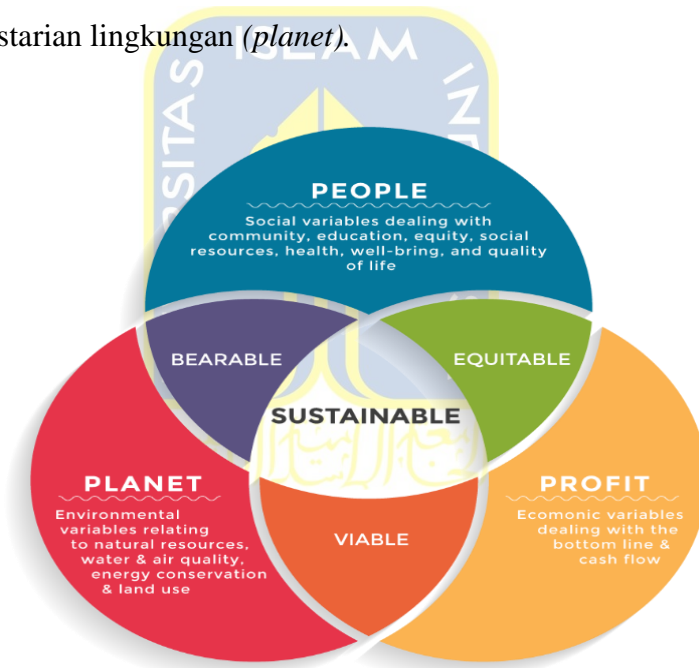 starian lingkungan (planet).
ISLAM
PEOPLE
Social variables dealing with
community, education, equity, social
resources, health, well-bring, and quality
of life
BEARABLE
EQUITABLE
SUSTAINABLE
PLANET
Environmental
variables relating
to natural resources,
water & air quality,
energy conservation
& land use
PROFIT
Ecomonic variables
dealing with the
bottom line &
cash flow
VIABLE